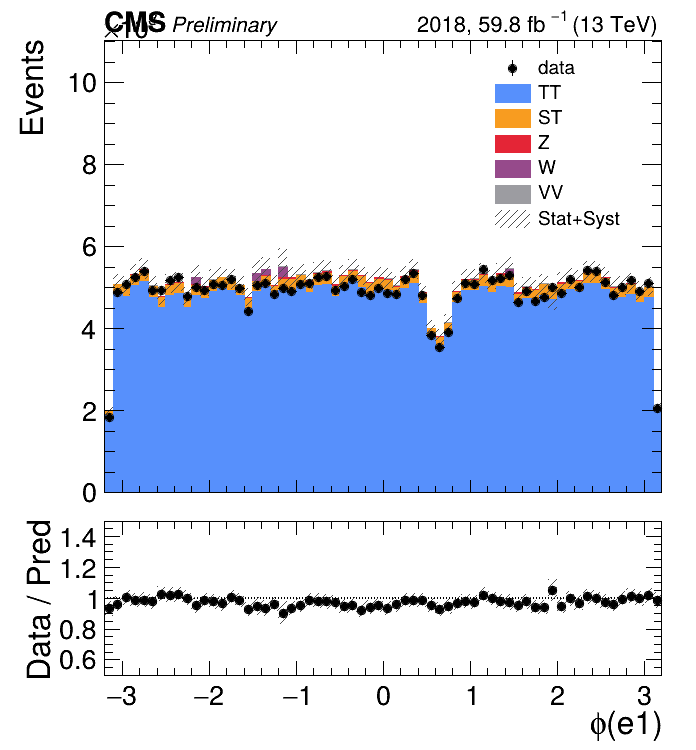 CMS Preliminary 2018, 59.8 fb⁻¹ (13 TeV)
Events
10
8
6
4
2
0
data
TT
ST
Z
W
VV
Stat+Syst
Data / Pred
1.4
1.2
1
0.8
0.6
−3 −2 −1 0 1 2 3
ϕ(e1)